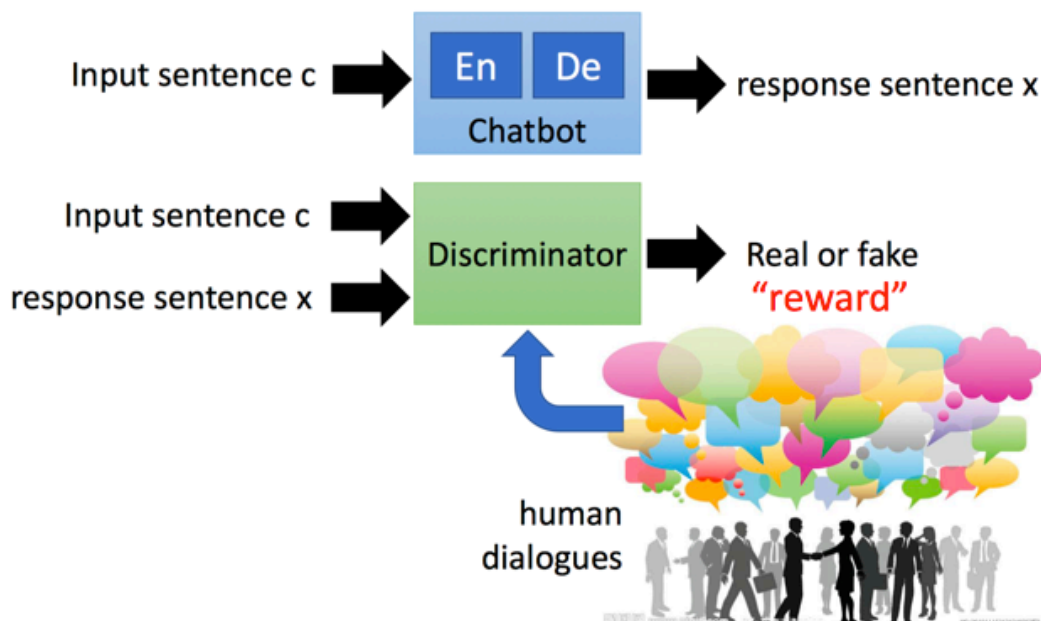 Input sentence c
En
De
Chatbot
response sentence x
Input sentence c
response sentence x
Discriminator
Real or fake
“reward”
human
dialogues